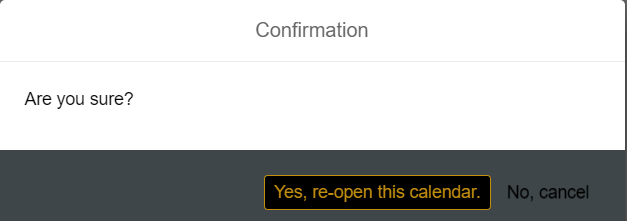 Confirmation
Are you sure?
Yes, re-open this calendar. No, cancel